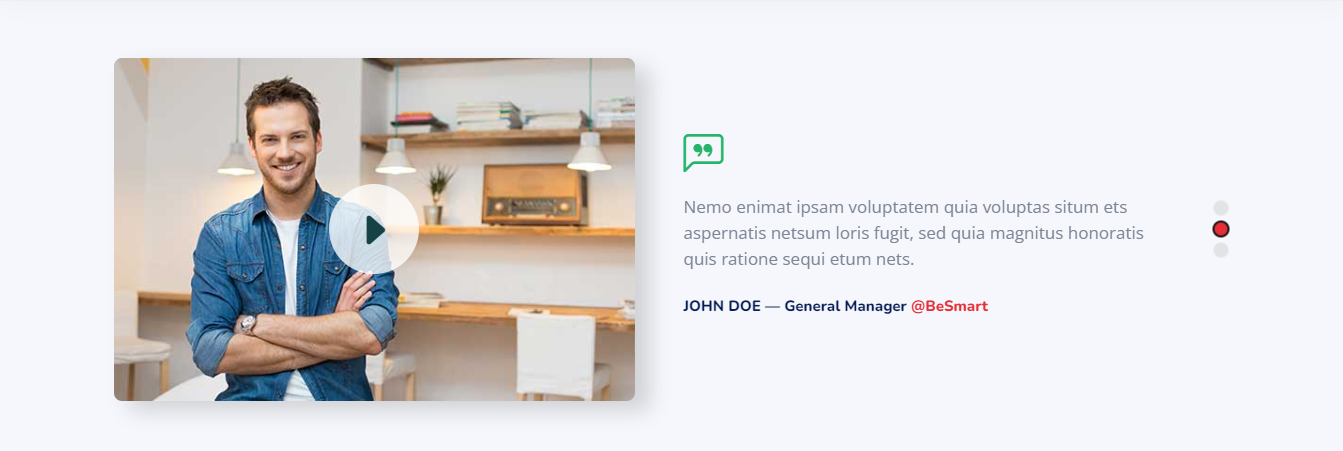 Nemo enimat ipsam voluptatem quia voluptas situm ets
aspernatis netsum loris fugit, sed quia magnitus honoratis
quis ratione sequi etum nets.
JOHN DOE — General Manager @BeSmart